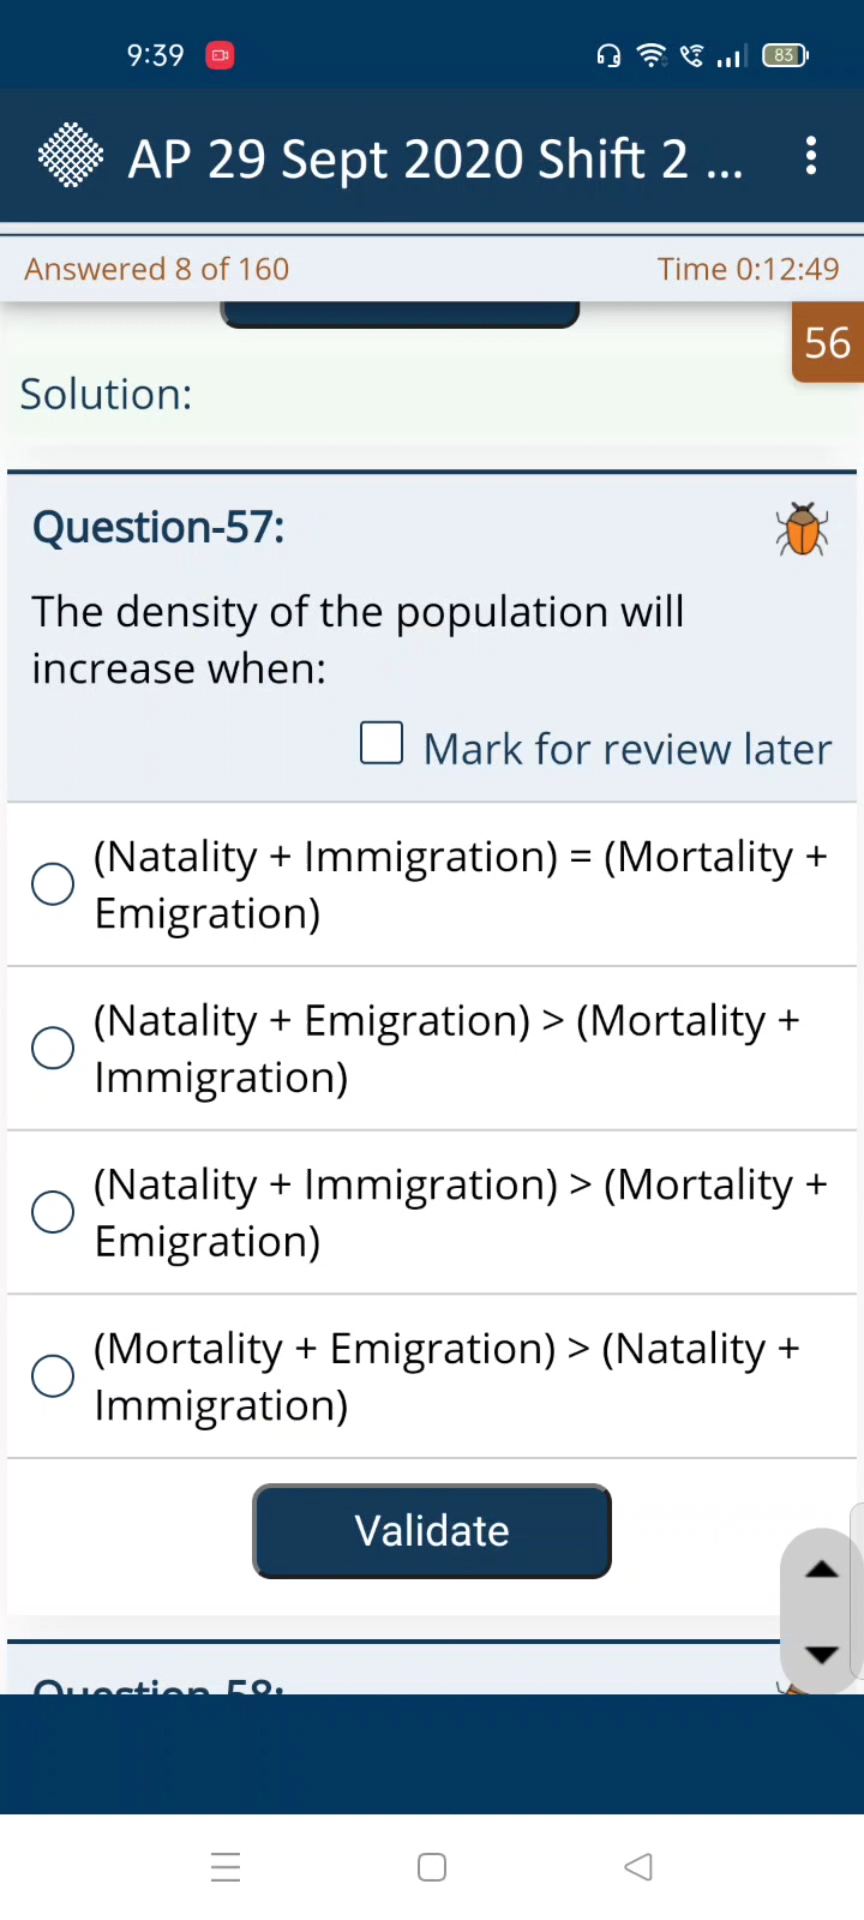 9:39
83
AP 29 Sept 2020 Shift 2 ...
Answered 8 of 160
Time 0:12:49
56
Solution:
Question-57:
The density of the population will
increase when:
Mark for review later
(Natality + Immigration) = (Mortality +
Emigration)
(Natality + Emigration) > (Mortality +
Immigration)
(Natality + Immigration) > (Mortality +
Emigration)
(Mortality + Emigration) > (Natality +
Immigration)
Validate
Question-58: